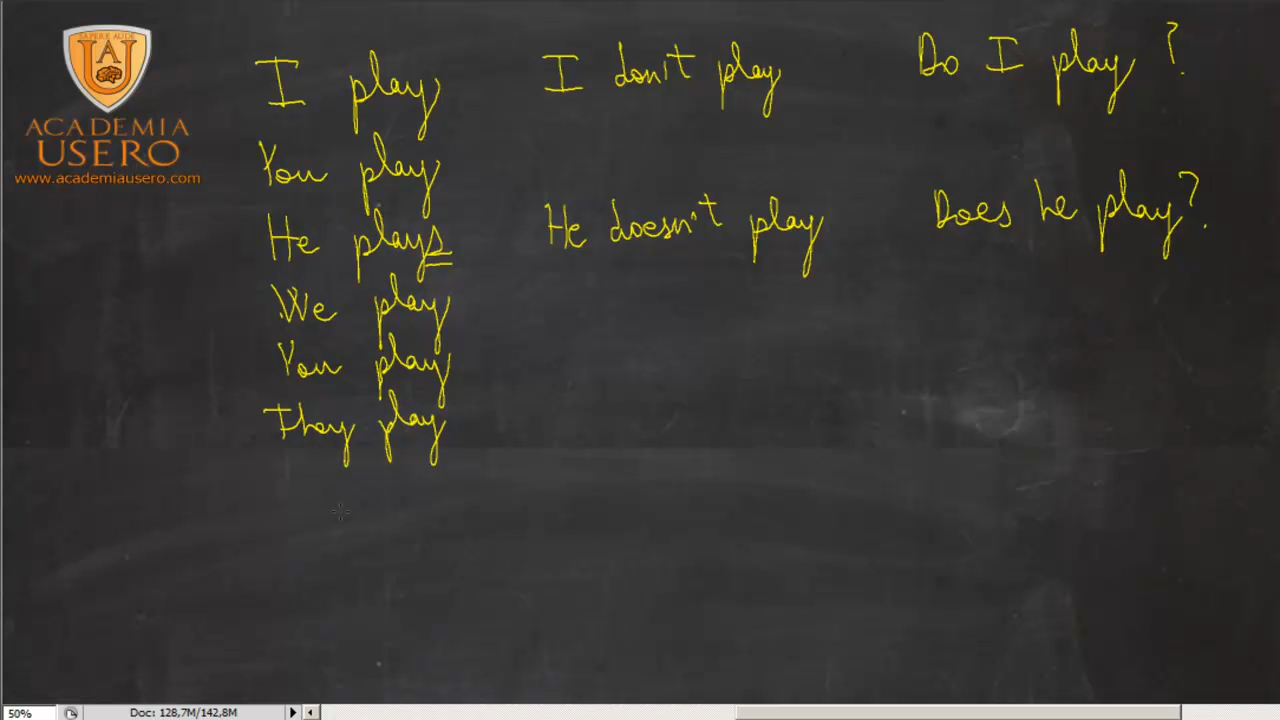 SAPERE AUDE
UA
ACADEMIA
USERO
www.academiausero.com
I play
You play
He plays
We play
You play
They play
I don't play
He doesn't play
Do I play ?
Does he play?
50%
Doc: 128,7M/142,8M